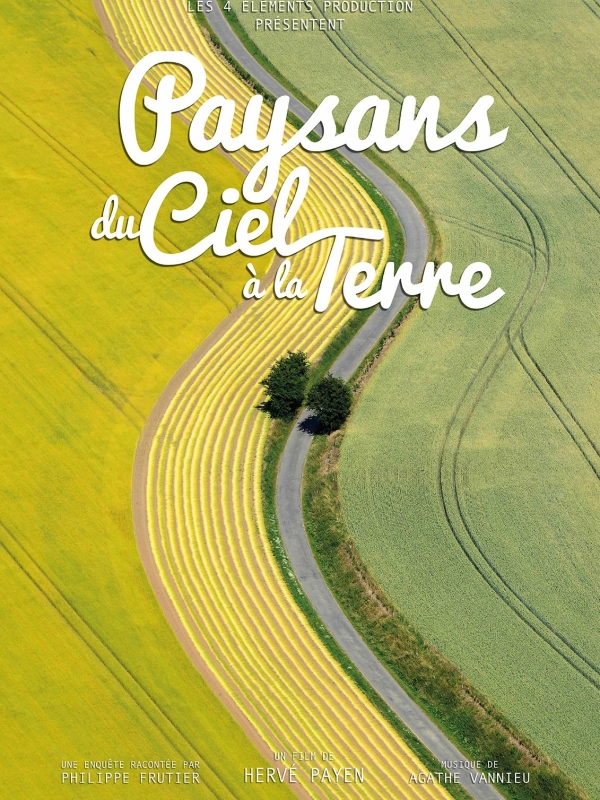 LES 4 ELEMENTS PRODUCTION
PRÉSENTENT
Paysans
du Ciel
à la Terre
UNE ENQUÊTE RACONTÉE PAR
PHILIPPE FRUTIER
UN FILM DE
HERVÉ PAYEN
MUSIQUE DE
AGATHE VANNIEU